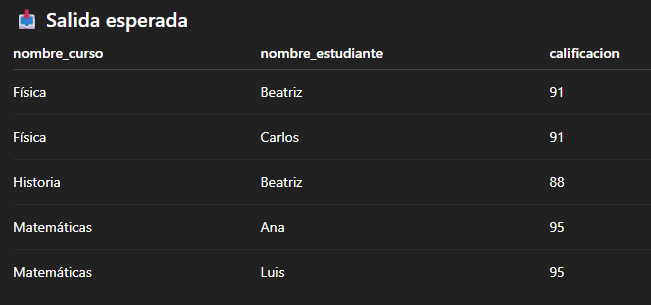 Salida esperada
nombre_curso nombre_estudiante calificacion
Física Beatriz 91
Física Carlos 91
Historia Beatriz 88
Matemáticas Ana 95
Matemáticas Luis 95